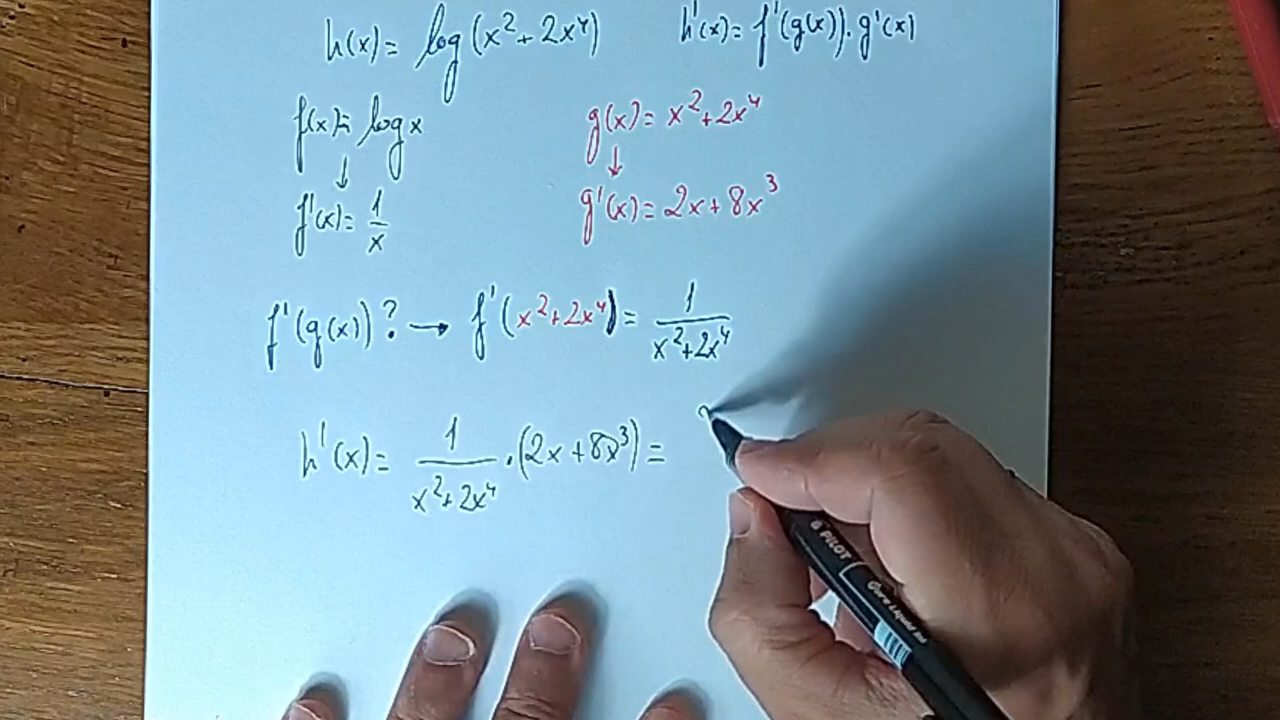 h(x) = log(x² + 2x⁴) h'(x) = f'(g(x)) · g'(x)
f(x) = log x g(x) = x² + 2x⁴
↓ ↓
f'(x) = 1/x g'(x) = 2x + 8x³
f'(g(x))? → f'(x² + 2x⁴) = 1/(x² + 2x⁴)
h'(x) = 1/(x² + 2x⁴) · (2x + 8x³) =
PILOT